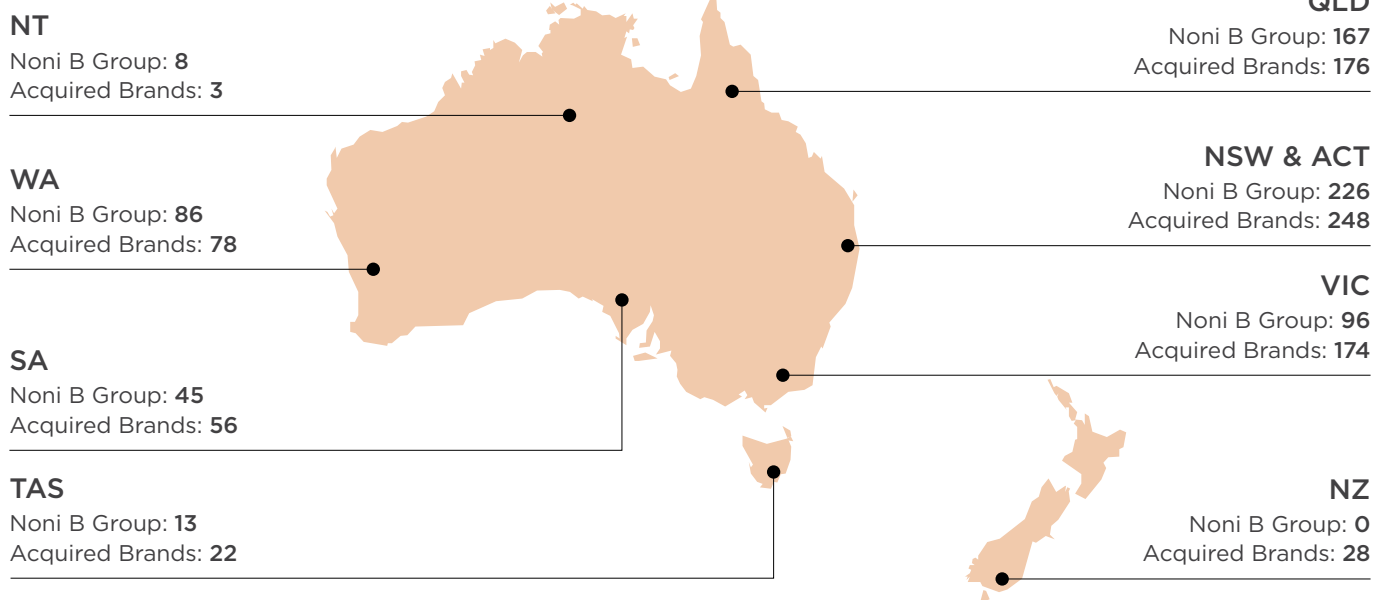 NT
Noni B Group: 8
Acquired Brands: 3
WA
Noni B Group: 86
Acquired Brands: 78
SA
Noni B Group: 45
Acquired Brands: 56
TAS
Noni B Group: 13
Acquired Brands: 22
QLD
Noni B Group: 167
Acquired Brands: 176
NSW & ACT
Noni B Group: 226
Acquired Brands: 248
VIC
Noni B Group: 96
Acquired Brands: 174
NZ
Noni B Group: 0
Acquired Brands: 28